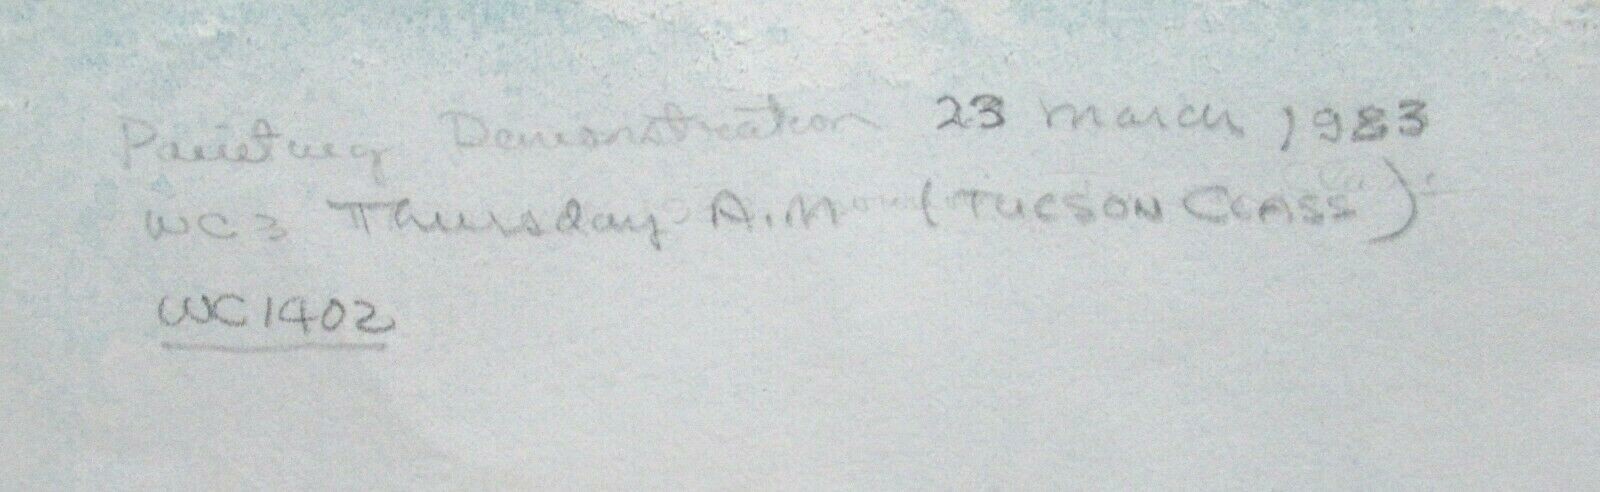 Painting Demonstration 23 March 1983
WC3 Thursday A.M (TUCSON CLASS)
WC1402